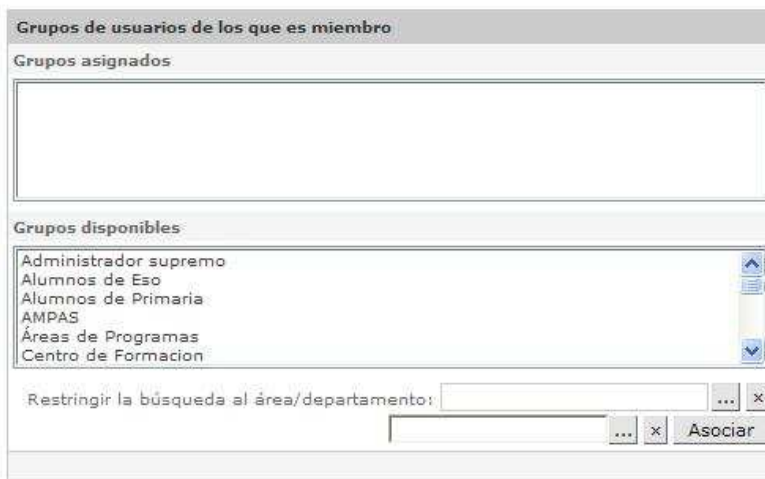 Grupos de usuarios de los que es miembro
Grupos asignados
Grupos disponibles
Administrador supremo
Alumnos de Eso
Alumnos de Primaria
AMPAS
Áreas de Programas
Centro de Formacion
Restringir la búsqueda al área/departamento: ... ×
... × Asociar